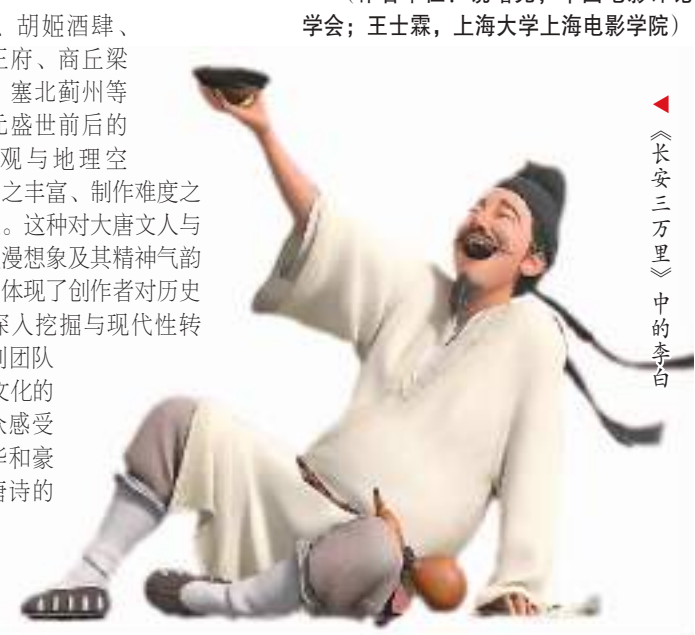 胡姬酒肆、
王府、商丘梁
塞北蓟州等
元盛世前后的
观与地理空
之丰富、制作难度之
。这种对大唐文人与
漫想象及其精神气韵
体现了创作者对历史
深入挖掘与现代性转
创团队
文化的
众感受
华和豪
唐诗的
学会；王士霖，上海大学上海电影学院）
◀《长安三万里》中的李白